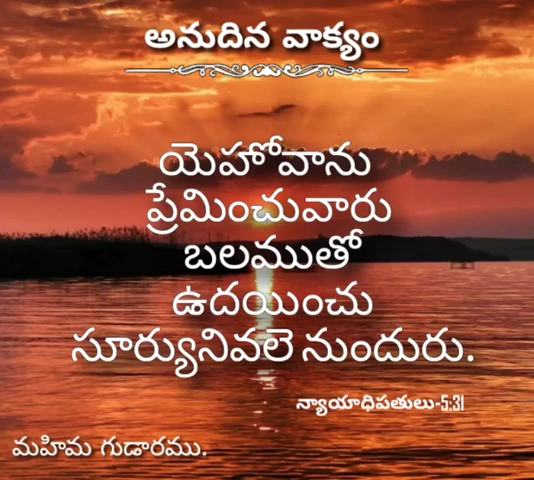 అనుదిన వాక్యం
యెహోవాను
ప్రేమించువారు
బలముతో
ఉదయించు
సూర్యునివలె నుందురు.
న్యాయాధిపతులు-5:31
మహిమ గుడారము.